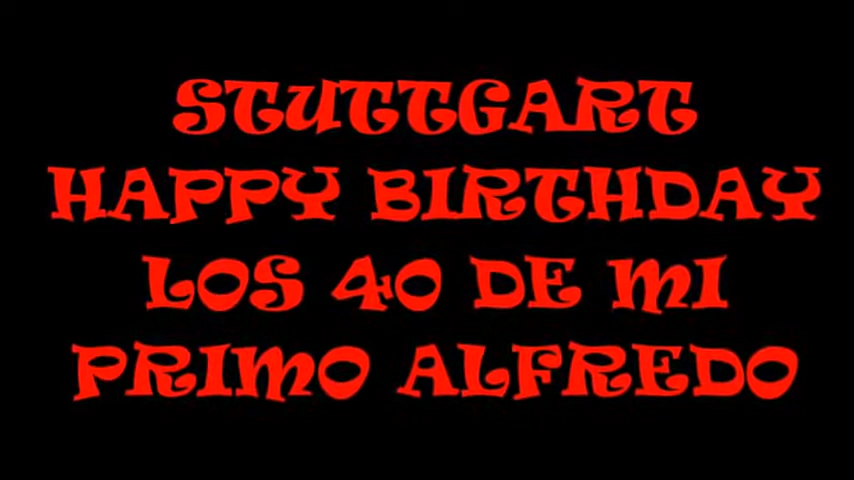 STUTTGART
HAPPY BIRTHDAY
LOS 40 DE MI
PRIMO ALFREDO